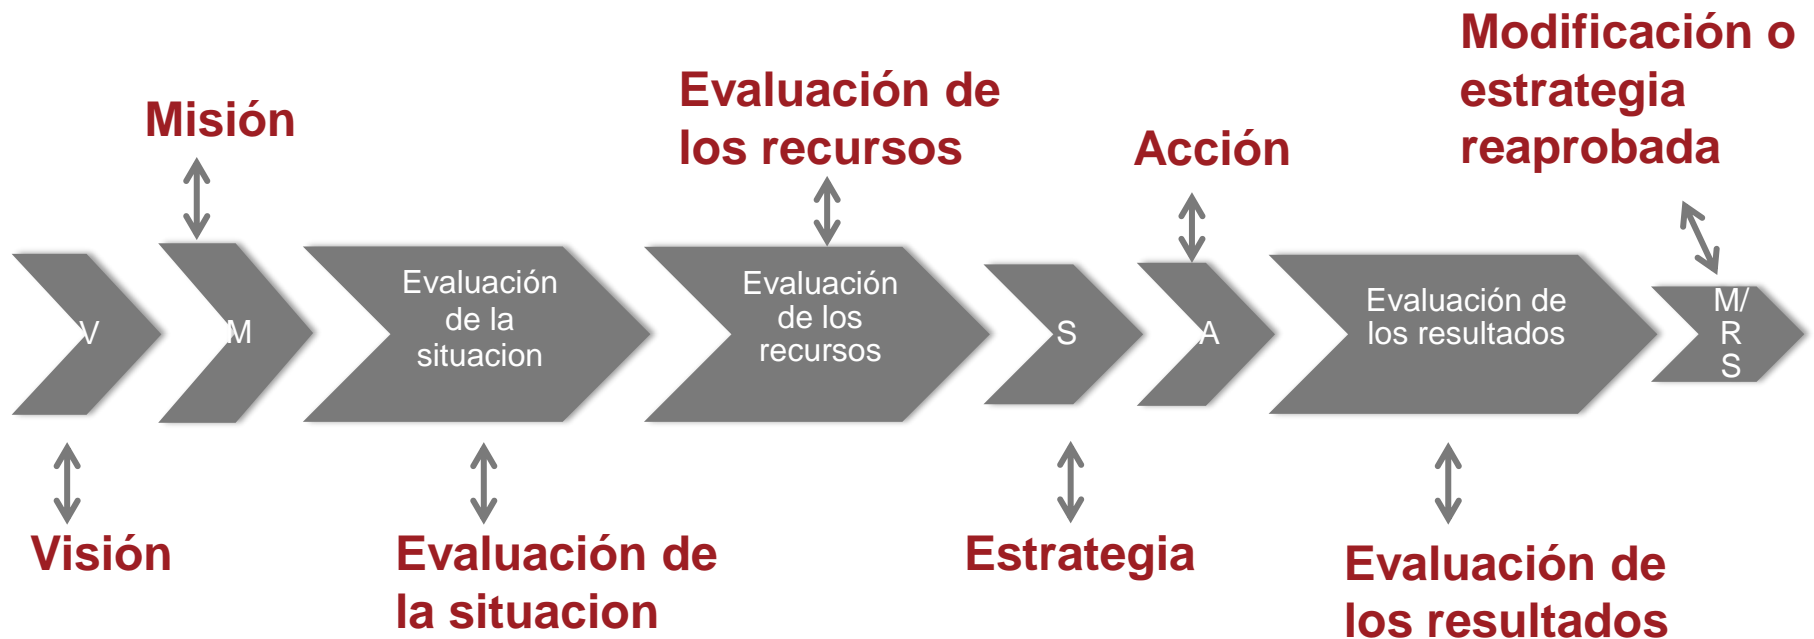 Modificación o
estrategia
reaprobada
Evaluación de
los recursos
Misión
Acción
V
M
Evaluación
de la
situacion
Evaluación
de los
recursos
S
A
Evaluación de
los resultados
M/
R
S
Visión
Evaluación de
la situacion
Estrategia
Evaluación de
los resultados